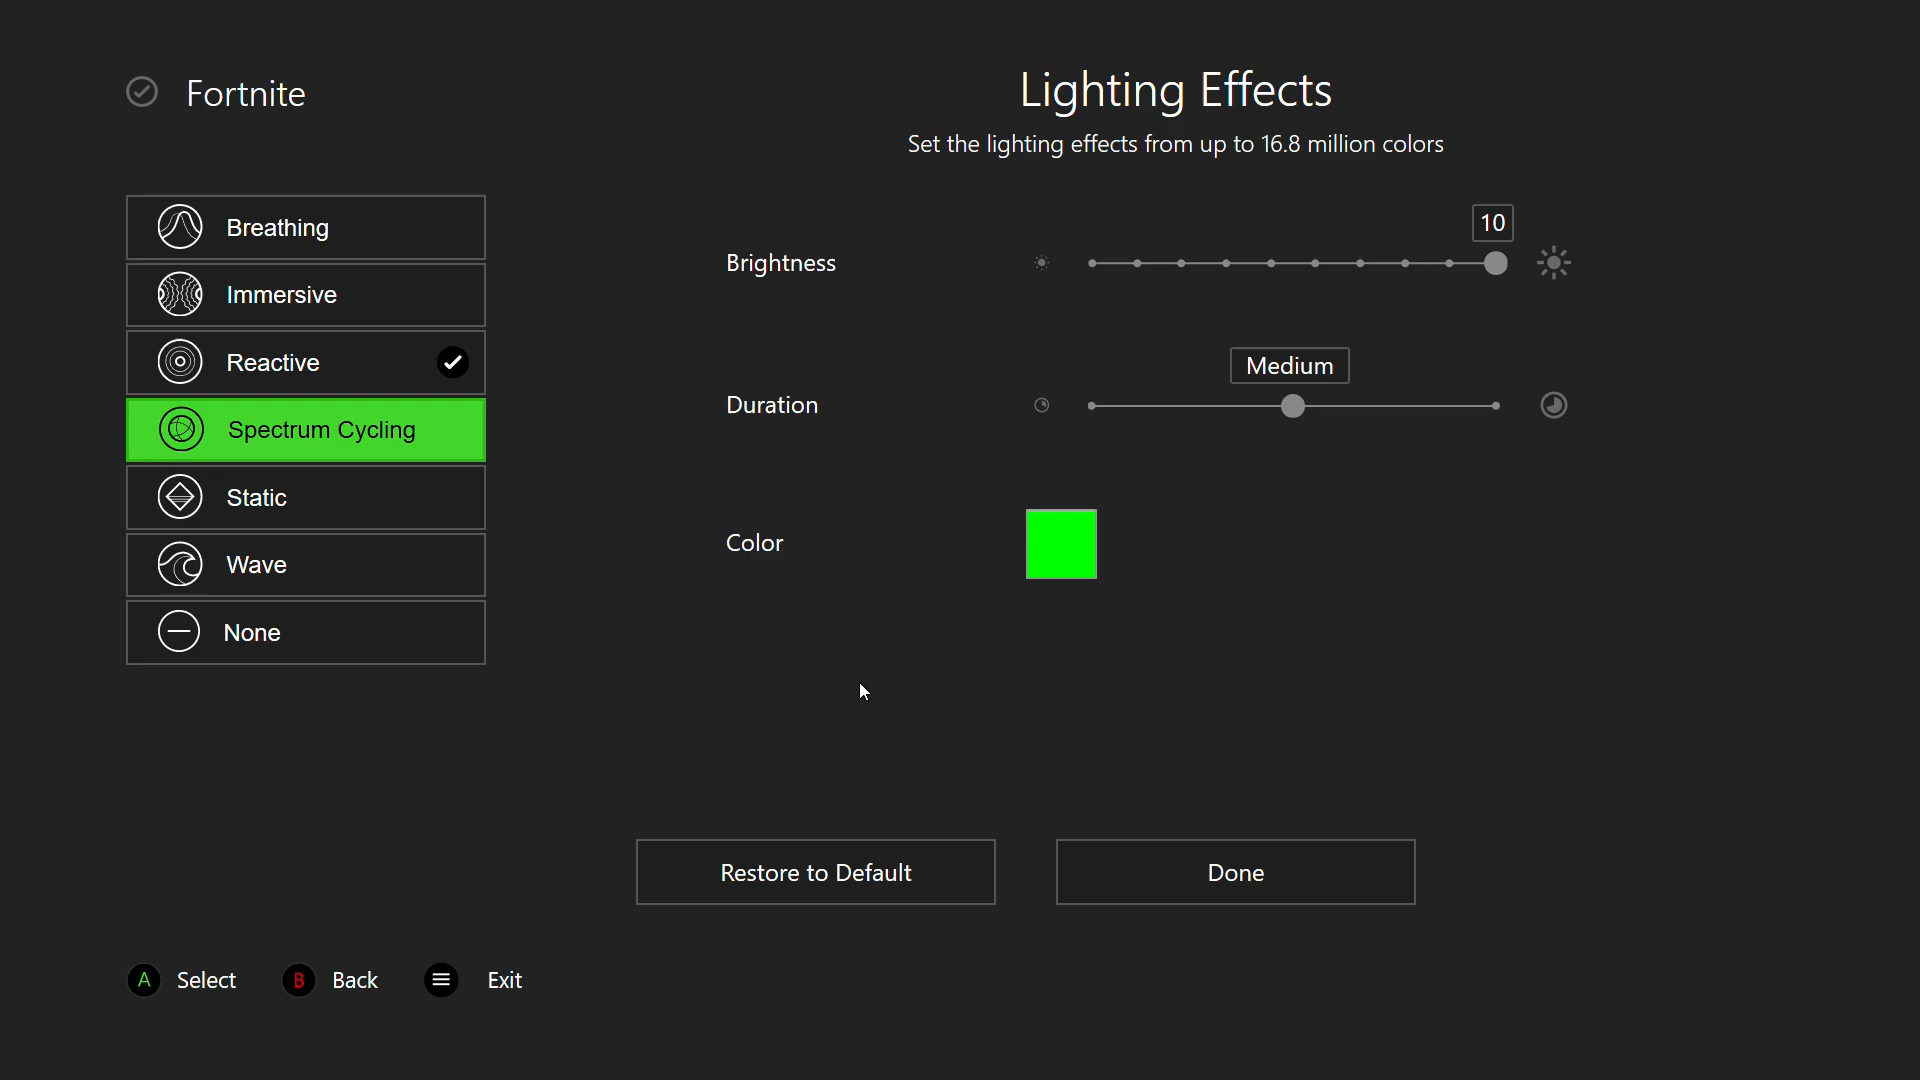 Fortnite
Lighting Effects
Set the lighting effects from up to 16.8 million colors
Breathing
Immersive
Reactive
Spectrum Cycling
Static
Wave
None
10
Brightness
Medium
Duration
Color
Restore to Default
Done
A Select B Back Exit